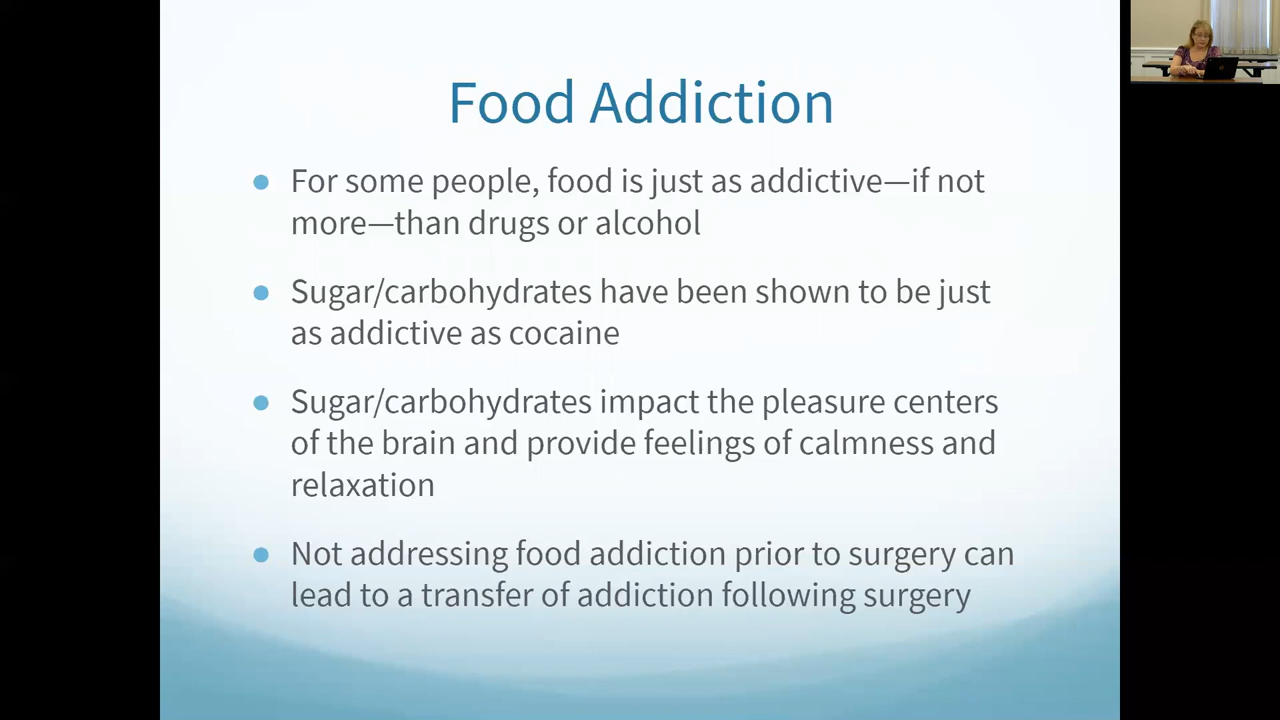 Food Addiction
For some people, food is just as addictive—if not
more—than drugs or alcohol
Sugar/carbohydrates have been shown to be just
as addictive as cocaine
Sugar/carbohydrates impact the pleasure centers
of the brain and provide feelings of calmness and
relaxation
Not addressing food addiction prior to surgery can
lead to a transfer of addiction following surgery